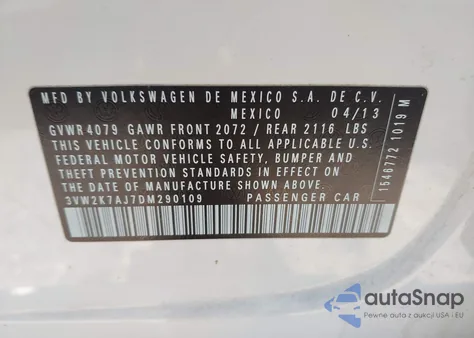 MFD BY VOLKSWAGEN DE MEXICO S.A. DE C.V.
MEXICO 04/13
GVWR 4079 GAWR FRONT 2072 / REAR 2116 LBS
THIS VEHICLE CONFORMS TO ALL APPLICABLE U.S.
FEDERAL MOTOR VEHICLE SAFETY, BUMPER AND
THEFT PREVENTION STANDARDS IN EFFECT ON
THE DATE OF MANUFACTURE SHOWN ABOVE
3VW2K7AJ7DM290109 PASSENGER CAR
1546772 1019 M
autoSnap
Pewne auta z USA i EU